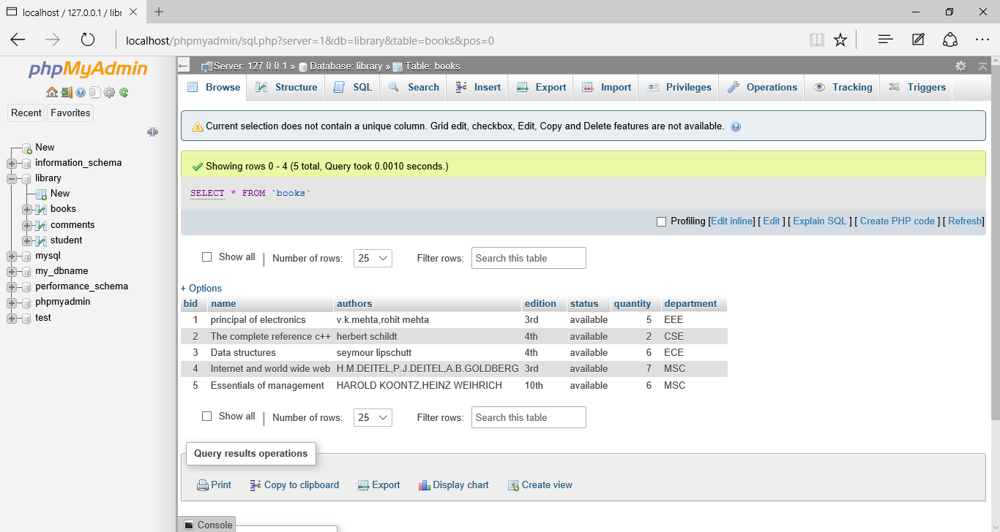 localhost / 127.0.0.1 / libr
localhost/phpmyadmin/sql.php?server=1&db=library&table=books&pos=0
phpMyAdmin
Recent Favorites
New
information_schema
library
New
books
comments
student
mysql
my_dbname
performance_schema
phpmyadmin
test
Server: 127.0.0.1 » Database: library » Table: books
Browse Structure SQL Search Insert Export Import Privileges Operations Tracking Triggers
Current selection does not contain a unique column. Grid edit, checkbox, Edit, Copy and Delete features are not available.
Showing rows 0 - 4 (5 total, Query took 0.0010 seconds.)
SELECT * FROM `books`
Profiling [Edit inline] [ Edit ] [ Explain SQL ] [ Create PHP code ] [ Refresh]
Show all | Number of rows: 25 Filter rows: Search this table
+ Options
bid name authors edition status quantity department
1 principal of electronics v.k.mehta,rohit mehta 3rd available 5 EEE
2 The complete reference c++ herbert schildt 4th available 2 CSE
3 Data structures seymour lipschutt 4th available 6 ECE
4 Internet and world wide web H.M.DEITEL,P.J.DEITEL,A.B.GOLDBERG 3rd available 7 MSC
5 Essentials of management HAROLD KOONTZ,HEINZ WEIHRICH 10th available 6 MSC
Show all | Number of rows: 25 Filter rows: Search this table
Query results operations
Print Copy to clipboard Export Display chart Create view
Console